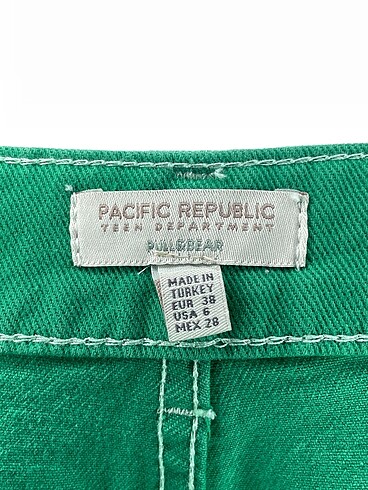 PACIFIC REPUBLIC
TEEN DEPARTMENT
PULL&BEAR
MADE IN
TURKEY
EUR 38
USA 6
MEX 28